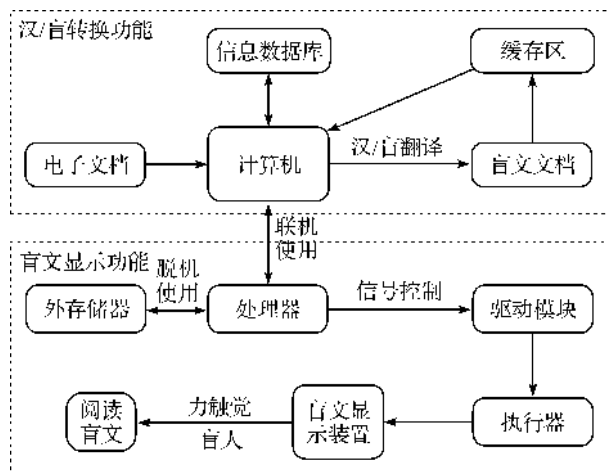 汉/盲转换功能
信息数据库
缓存区
电子文档
计算机
汉/盲翻译
盲文文档
联机
使用
盲文显示功能
脱机
使用
外存储器
处理器
信号控制
驱动模块
阅读
盲文
力触觉
盲人
盲文显
示装置
执行器